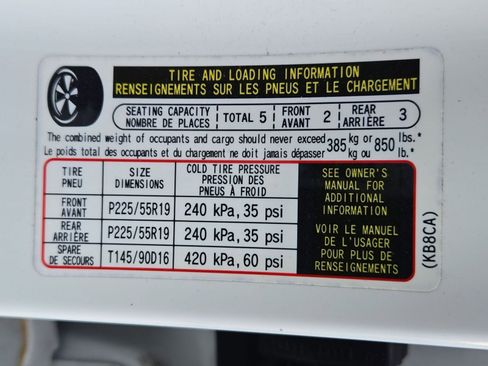 TIRE AND LOADING INFORMATION
RENSEIGNEMENTS SUR LES PNEUS ET LE CHARGEMENT
SEATING CAPACITY
NOMBRE DE PLACES
TOTAL 5
FRONT
AVANT
2
REAR
ARRIÈRE
3
The combined weight of occupants and cargo should never exceed 385 kg or 850 lbs.*
Le poids total des occupants et du chargement ne doit jamais dépasser kg ou lb.*
TIRE
PNEU
SIZE
DIMENSIONS
COLD TIRE PRESSURE
PRESSION DES
PNEUS À FROID
FRONT
AVANT
P225/55R19
240 kPa, 35 psi
REAR
ARRIÈRE
P225/55R19
240 kPa, 35 psi
SPARE
DE SECOURS
T145/90D16
420 kPa, 60 psi
SEE OWNER'S
MANUAL FOR
ADDITIONAL
INFORMATION
VOIR LE MANUEL
DE L'USAGER
POUR PLUS DE
RENSEIGNEMENTS
(KB8CA)